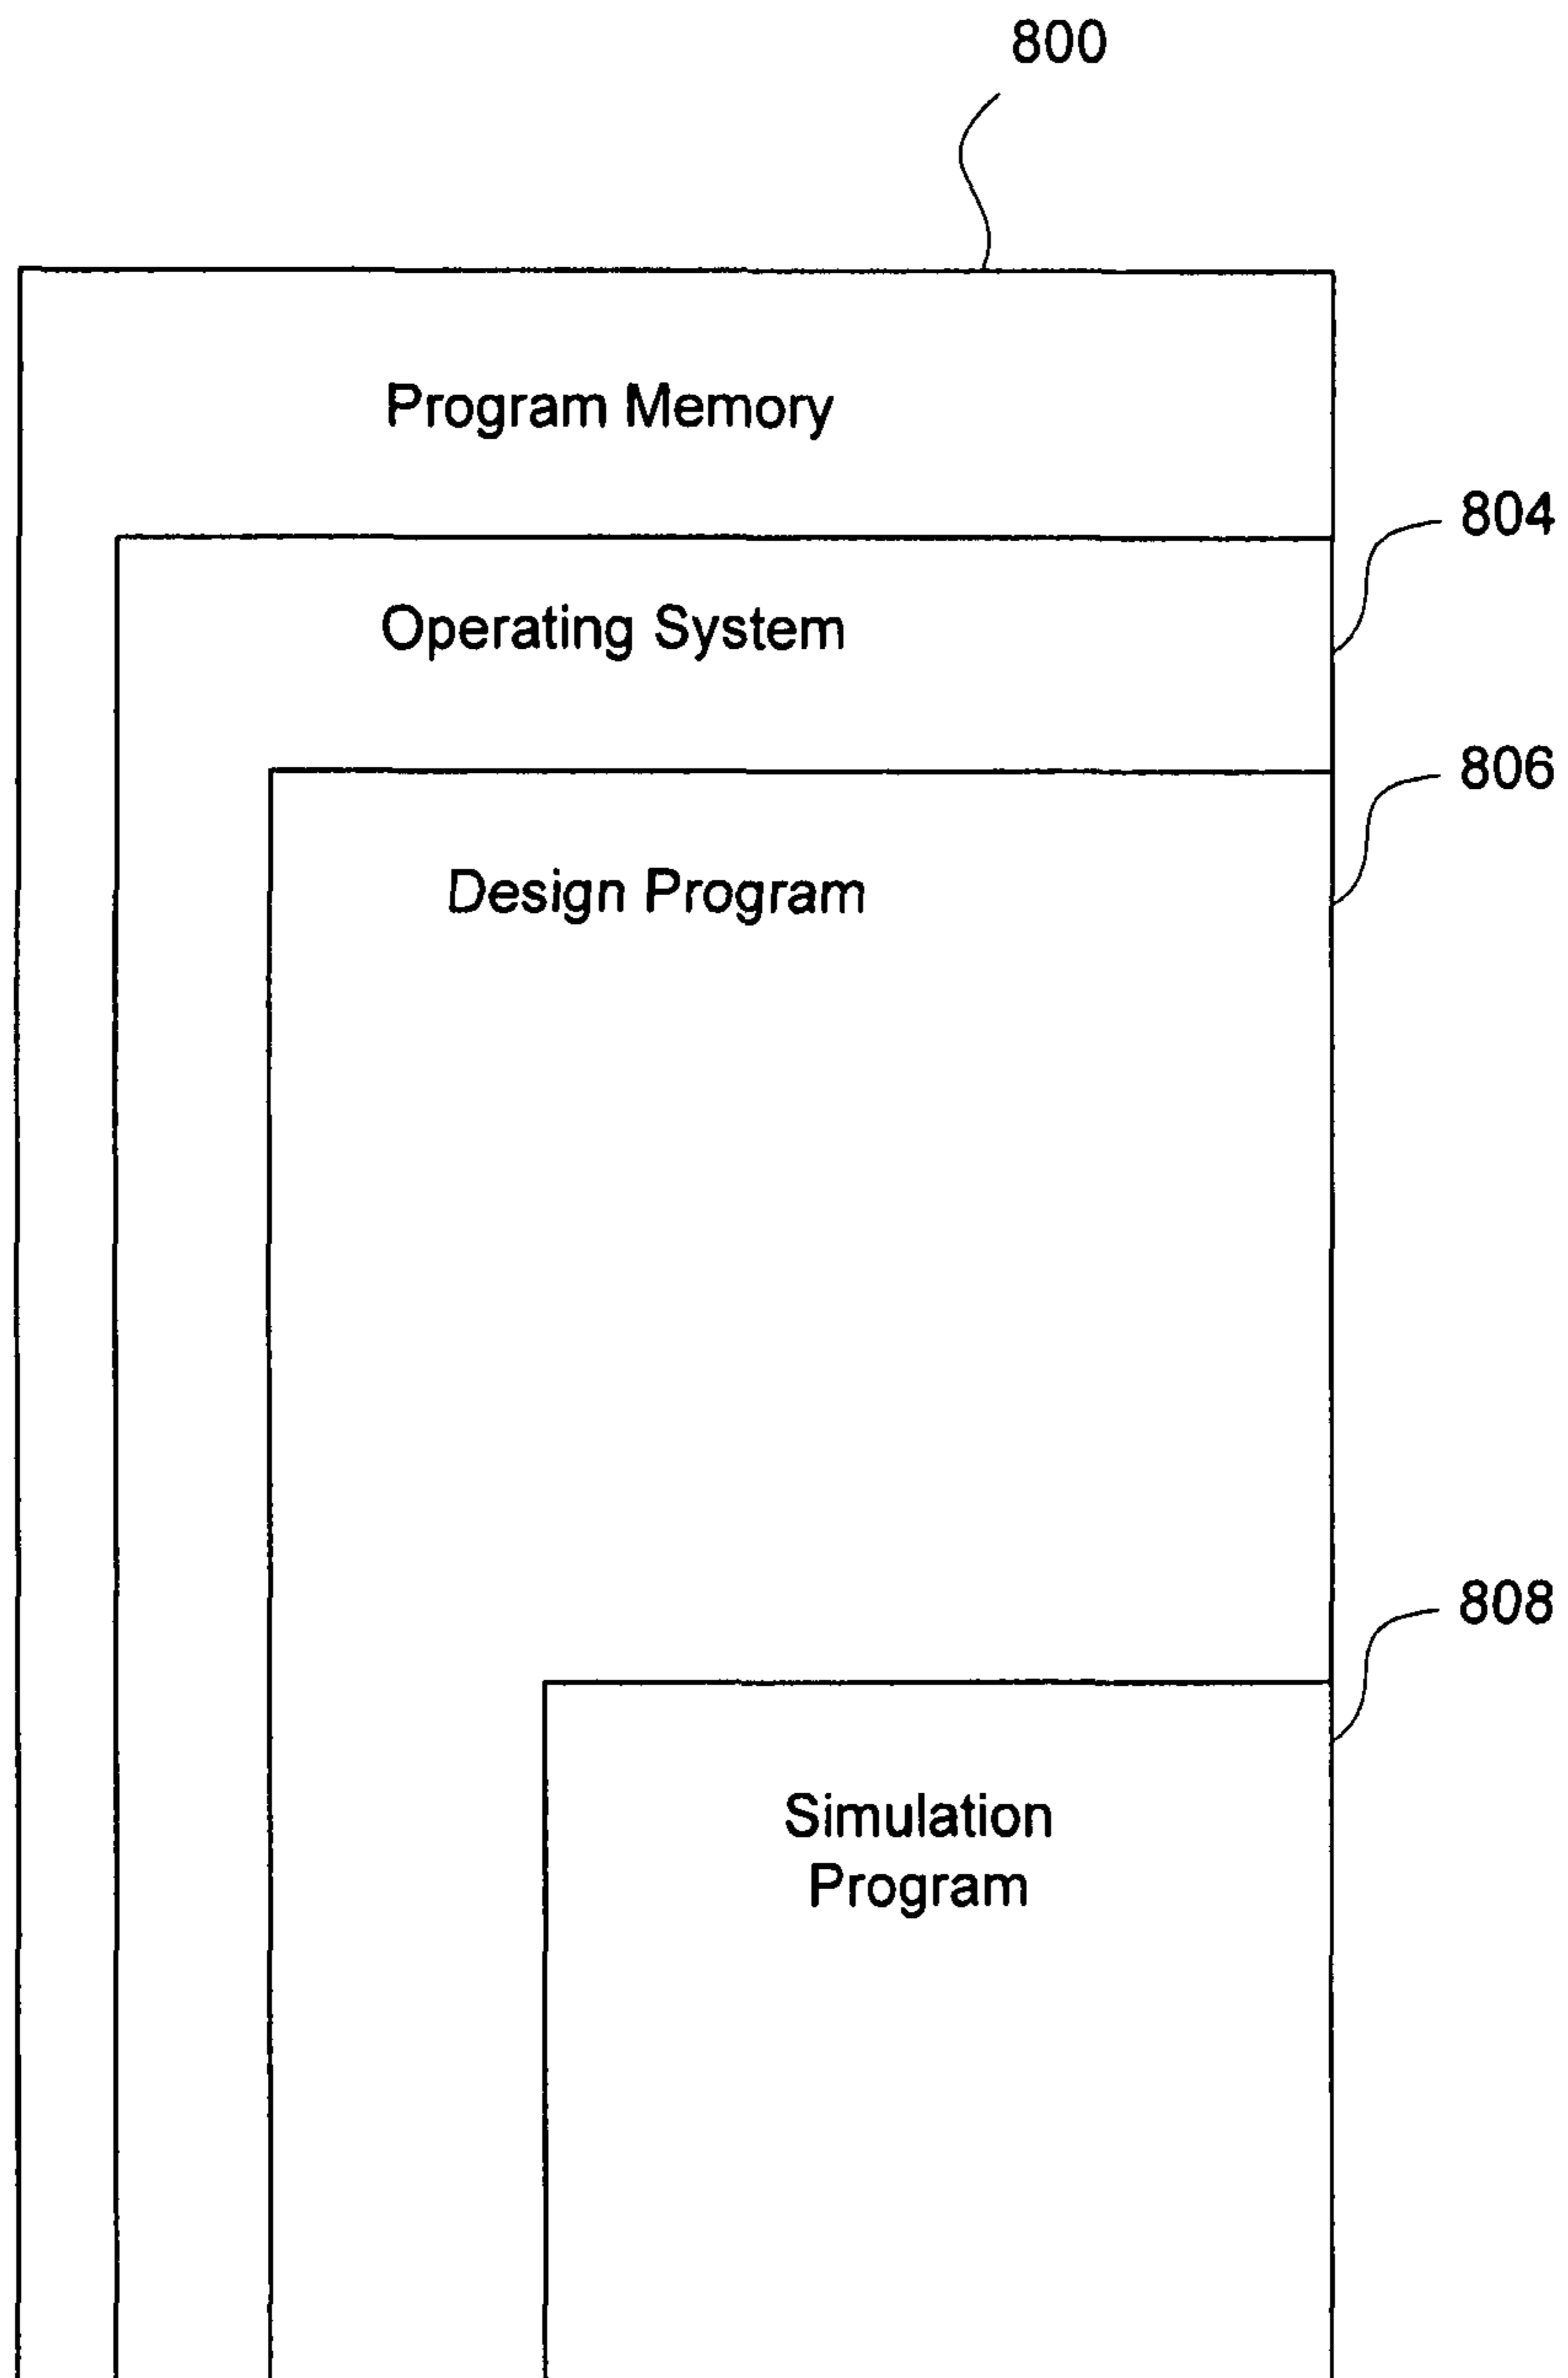 800
Program Memory
804
Operating System
806
Design Program
808
Simulation
Program